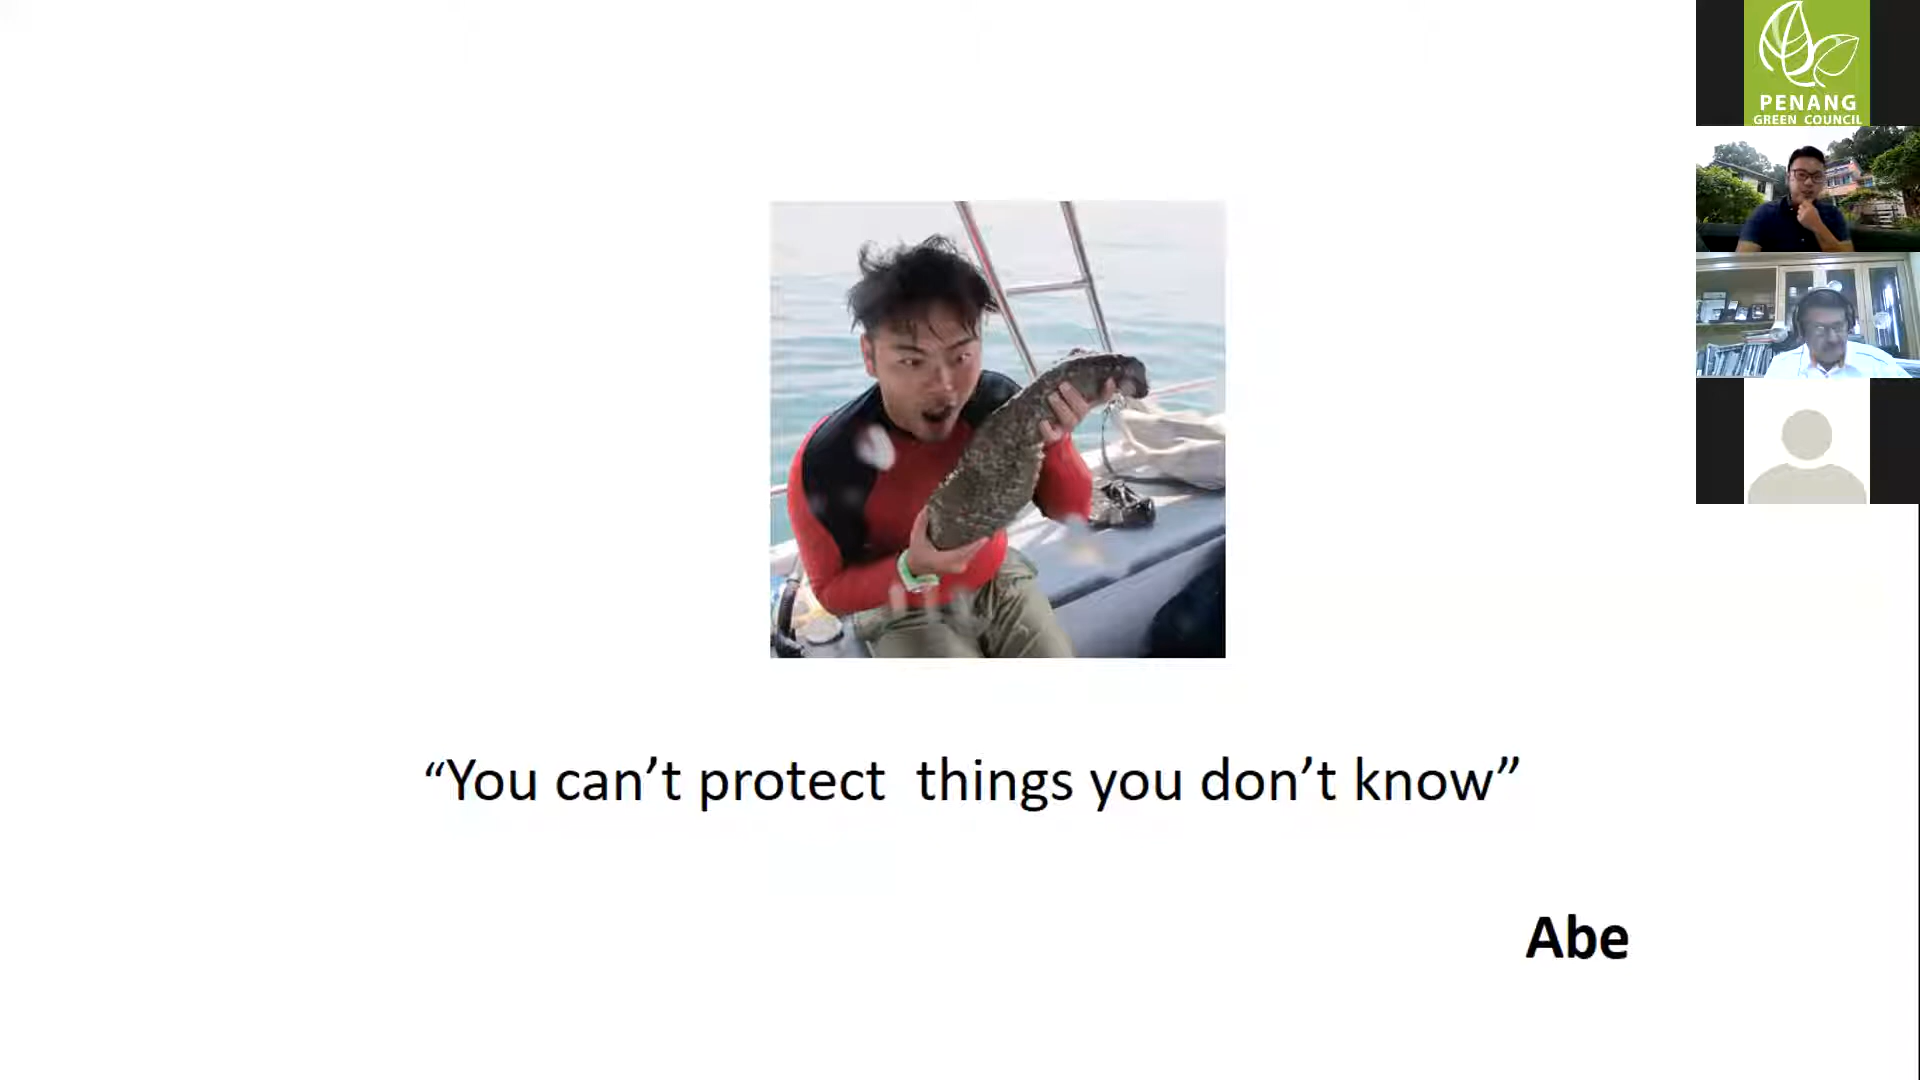 PENANG
GREEN COUNCIL
“You can’t protect  things you don’t know”
Abe